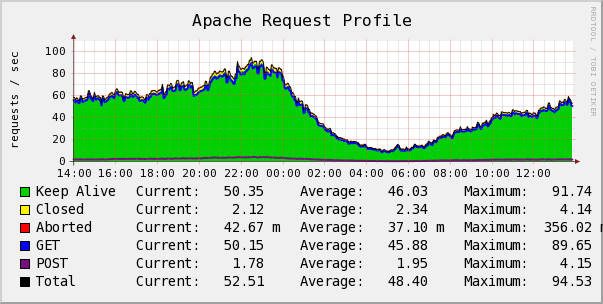 Apache Request Profile
RRDTOOL / TOBI OETIKER
requests / sec
100
80
60
40
20
0
14:00 16:00 18:00 20:00 22:00 00:00 02:00 04:00 06:00 08:00 10:00 12:00
Keep Alive Current: 50.35 Average: 46.03 Maximum: 91.74
Closed Current: 2.12 Average: 2.34 Maximum: 4.14
Aborted Current: 42.67 m Average: 37.10 m Maximum: 356.02 m
GET Current: 50.15 Average: 45.88 Maximum: 89.65
POST Current: 1.78 Average: 1.95 Maximum: 4.15
Total Current: 52.51 Average: 48.40 Maximum: 94.53